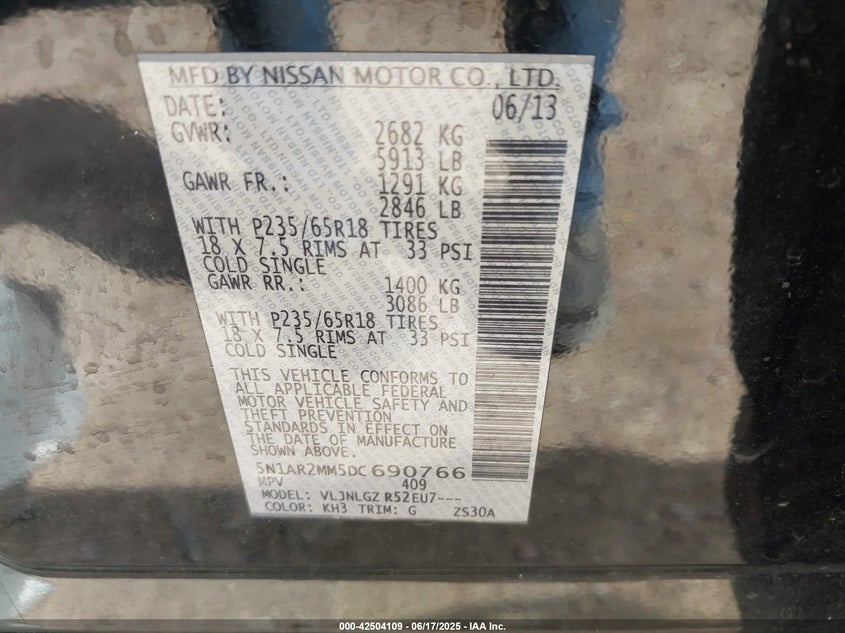 MFD BY NISSAN MOTOR CO., LTD.
DATE: 06/13
GVWR: 2682 KG
5913 LB
GAWR FR.: 1291 KG
2846 LB
WITH P235/65R18 TIRES
18 X 7.5 RIMS AT 33 PSI
COLD SINGLE
GAWR RR.: 1400 KG
3086 LB
WITH P235/65R18 TIRES
18 X 7.5 RIMS AT 33 PSI
COLD SINGLE
THIS VEHICLE CONFORMS TO
ALL APPLICABLE FEDERAL
MOTOR VEHICLE SAFETY AND
THEFT PREVENTION
STANDARDS IN EFFECT ON
THE DATE OF MANUFACTURE
SHOWN ABOVE.
5N1AR2MM5DC690766
MPV 409
MODEL: VLJNLGZ R52EU7---
COLOR: KH3 TRIM: G ZS30A
000-42504109 - 06/17/2025 - IAA Inc.